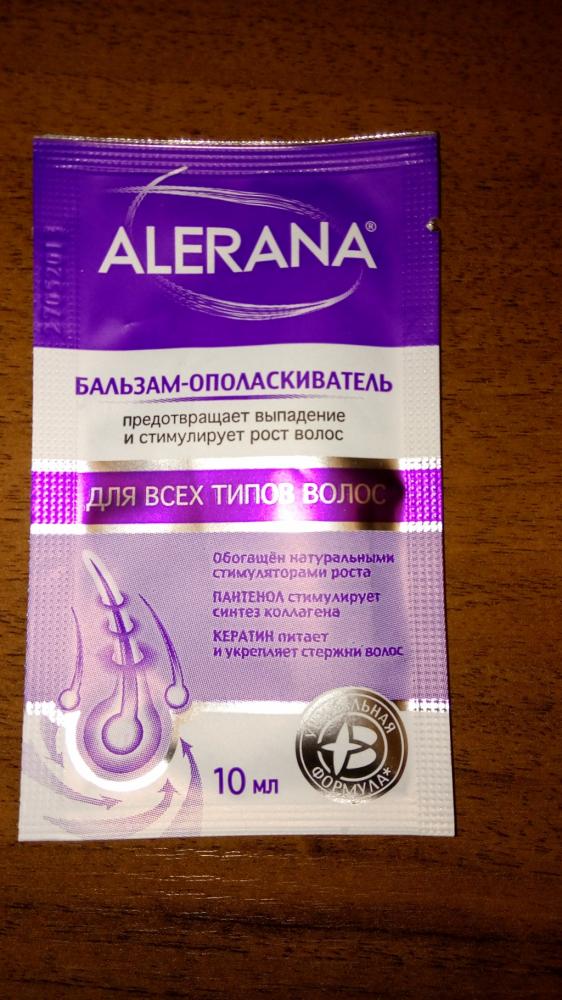 ALERANA®
БАЛЬЗАМ-ОПОЛАСКИВАТЕЛЬ
предотвращает выпадение
и стимулирует рост волос
ДЛЯ ВСЕХ ТИПОВ ВОЛОС
Обогащён натуральными
стимуляторами роста
ПАНТЕНОЛ стимулирует
синтез коллагена
КЕРАТИН питает
и укрепляет стержни волос
10 мл
ФОРМУЛА*